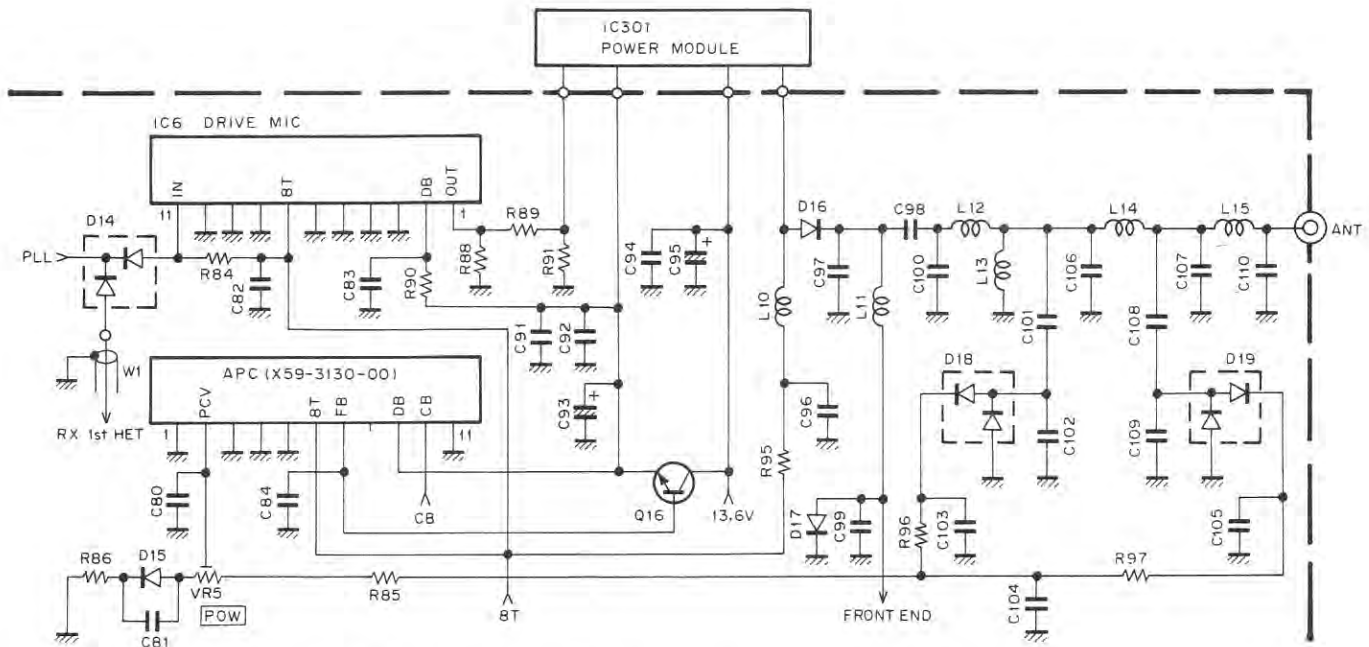 IC301
POWER MODULE
IC6 DRIVE MIC
IN
8T
DB
OUT
11
1
D14
PLL
R84
C82
C83
R90
R88
R89
R91
C94
C95
+
D16
C98
L12
L14
L15
ANT
C97
C100
L13
C106
C107
C110
L10
L11
C101
C108
W1
RX 1st HET
APC (X59-3130-00)
PCV
8T
FB
DB
CB
1
11
C91
C92
C93
+
C96
D18
D19
C102
C109
R95
C80
C84
CB
Q16
13.6V
D17
C99
R96
C103
C105
R86
D15
VR5
POW
C81
R85
8T
FRONT END
C104
R97